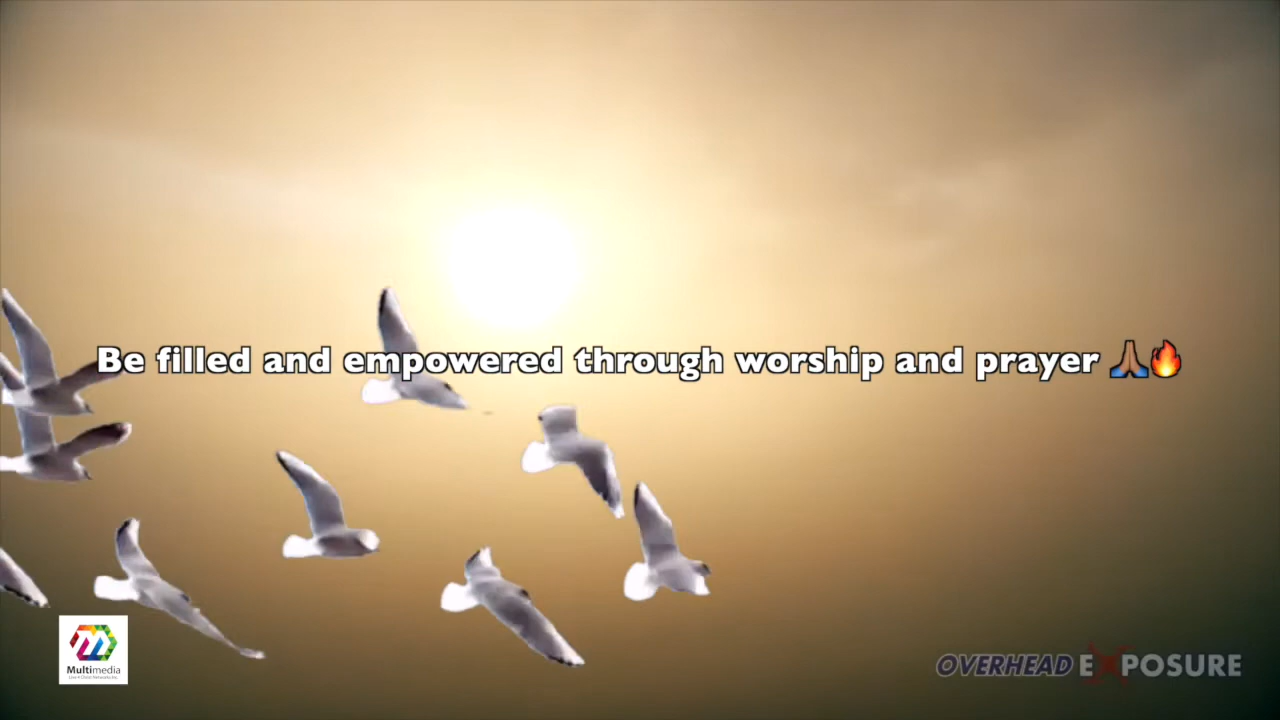 Be filled and empowered through worship and prayer 🙏🏽🔥
Multimedia
OVERHEAD EXPOSURE